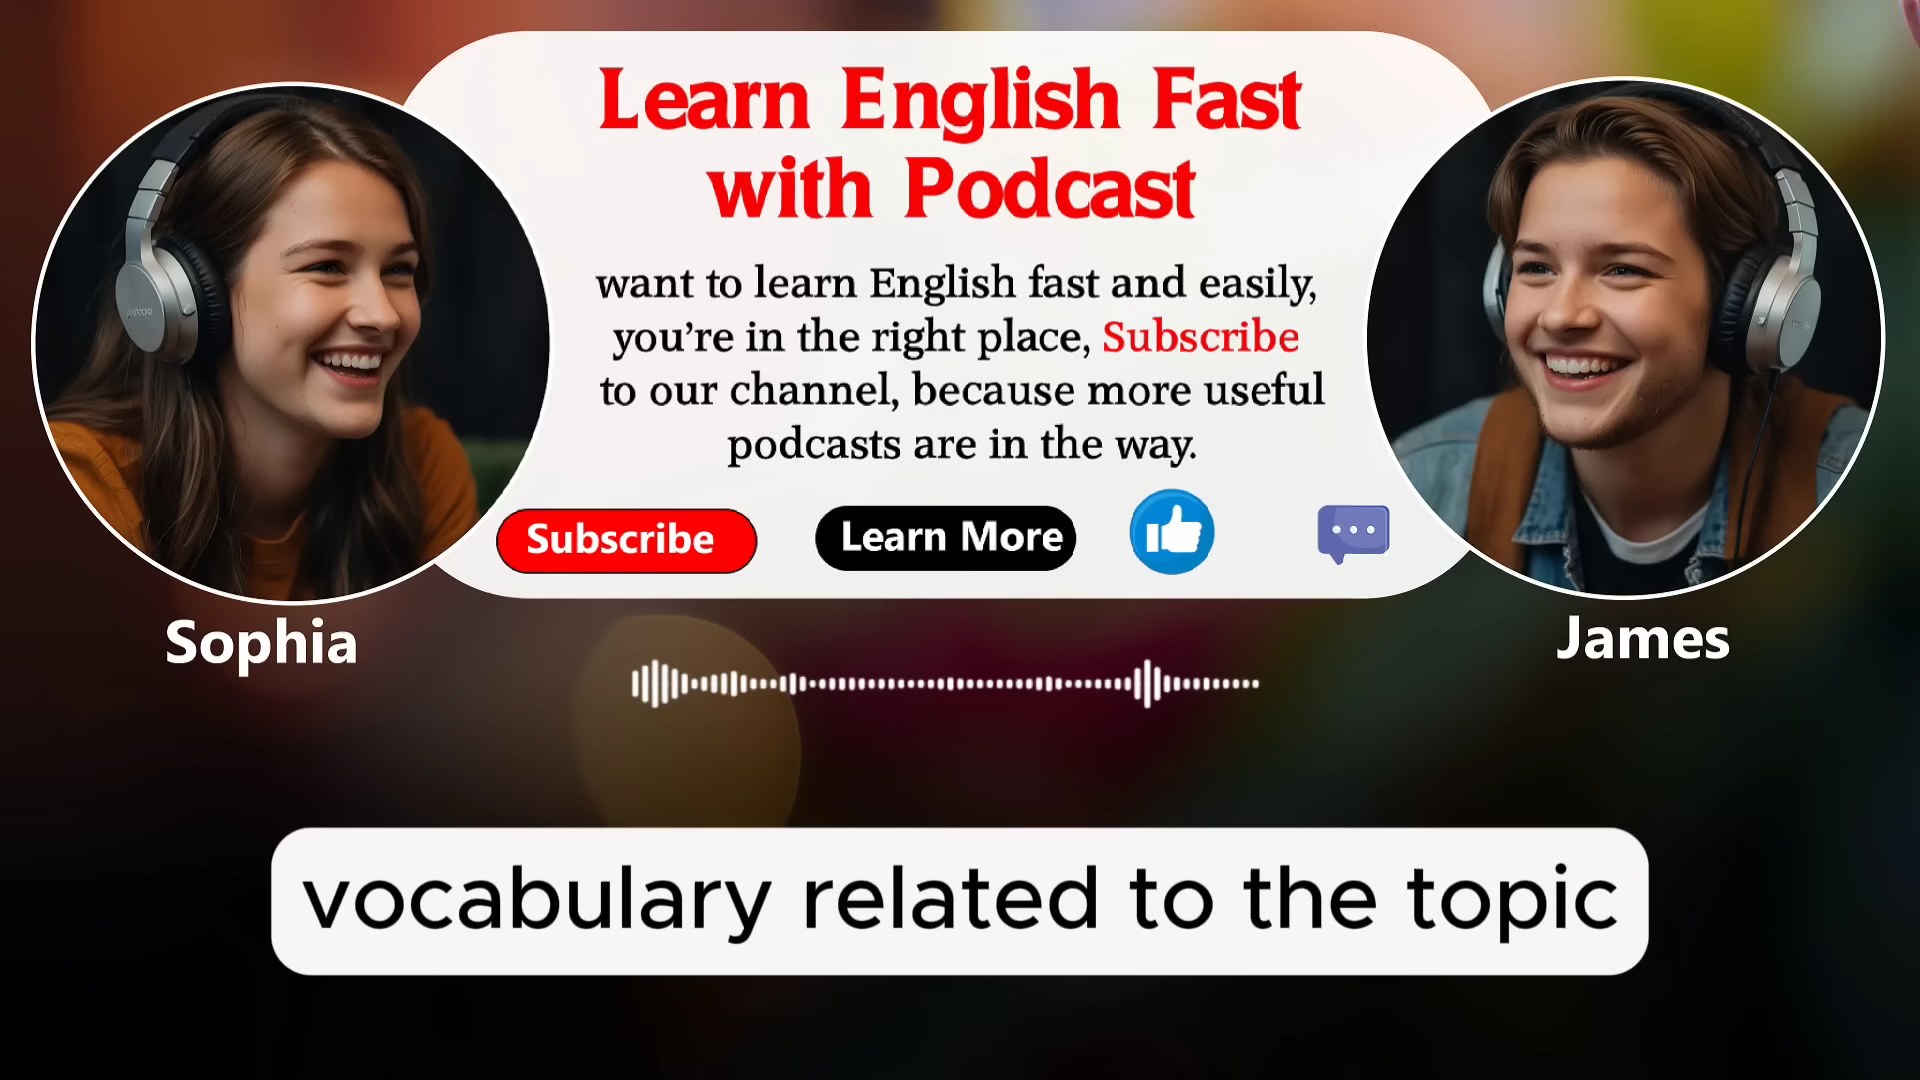 Learn English Fast
with Podcast
want to learn English fast and easily,
you're in the right place, Subscribe
to our channel, because more useful
podcasts are in the way.
Subscribe
Learn More
Sophia
James
vocabulary related to the topic